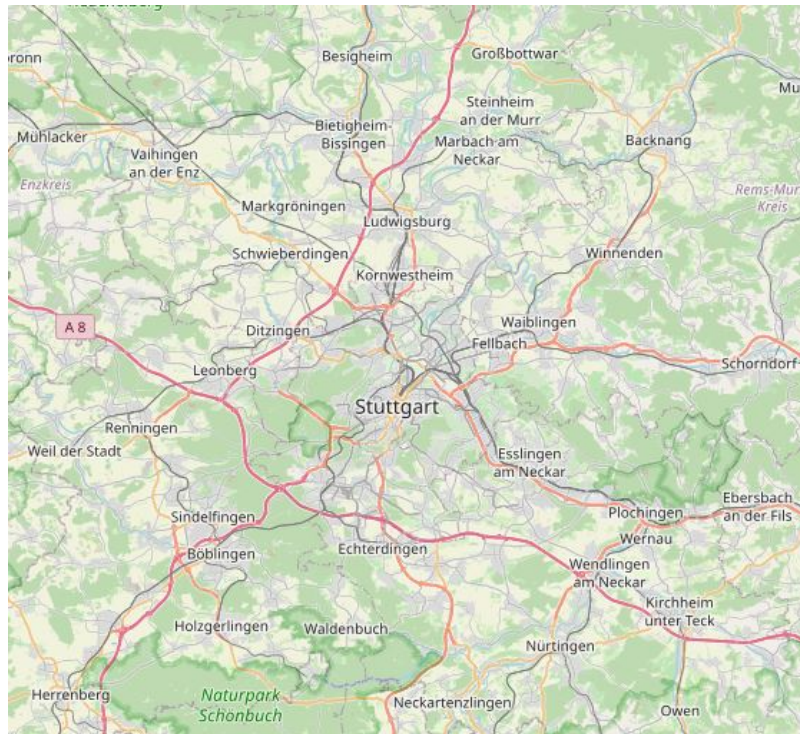 Besigheim
Großbottwar
Steinheim
an der Murr
Mühlacker
Bietigheim-
Bissingen
Marbach am
Neckar
Backnang
Vaihingen
an der Enz
Enzkreis
Markgröningen
Ludwigsburg
Rems-Mur
Kreis
Schwieberdingen
Winnenden
Kornwestheim
A 8
Ditzingen
Waiblingen
Fellbach
Leonberg
Schorndorf
Stuttgart
Renningen
Weil der Stadt
Esslingen
am Neckar
Sindelfingen
Plochingen
Ebersbach
an der Fils
Böblingen
Echterdingen
Wernau
Wendlingen
am Neckar
Holzgerlingen
Waldenbuch
Kirchheim
unter Teck
Nürtingen
Herrenberg
Naturpark
Schönbuch
Neckartenzlingen
Owen